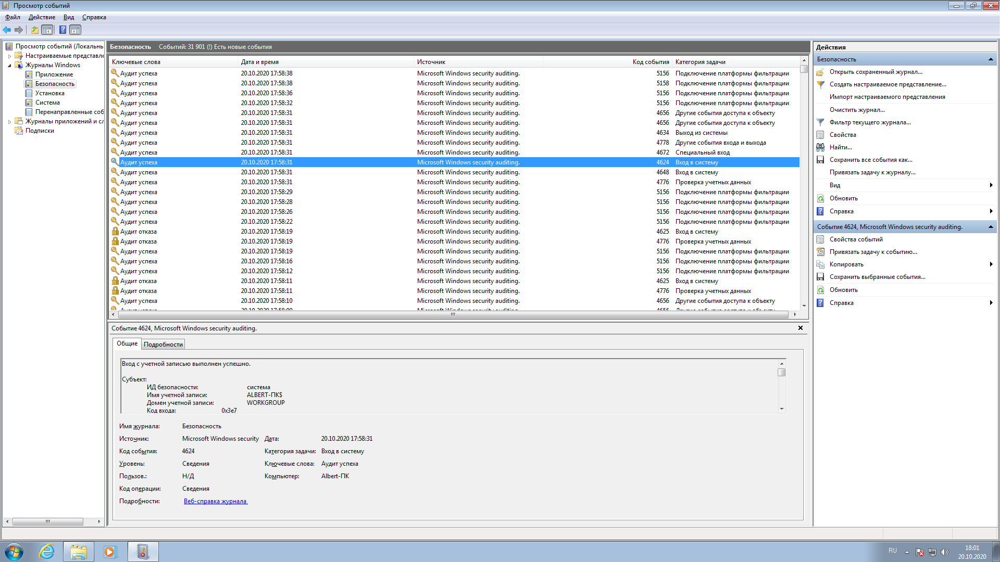 Просмотр событий
Файл Действие Вид Справка
Просмотр событий (Локальнь
Настраиваемые представле
Журналы Windows
Приложение
Безопасность
Установка
Система
Перенаправленные соб
Журналы приложений и сл
Подписки
Безопасность Событий: 31 901 (!) Есть новые события
Ключевые слова Дата и время Источник Код события Категория задачи
Аудит успеха 20.10.2020 17:58:38 Microsoft Windows security auditing. 5156 Подключение платформы фильтрации
Аудит успеха 20.10.2020 17:58:38 Microsoft Windows security auditing. 5158 Подключение платформы фильтрации
Аудит успеха 20.10.2020 17:58:36 Microsoft Windows security auditing. 5156 Подключение платформы фильтрации
Аудит успеха 20.10.2020 17:58:32 Microsoft Windows security auditing. 5156 Подключение платформы фильтрации
Аудит успеха 20.10.2020 17:58:31 Microsoft Windows security auditing. 4656 Другие события доступа к объекту
Аудит успеха 20.10.2020 17:58:31 Microsoft Windows security auditing. 4656 Другие события доступа к объекту
Аудит успеха 20.10.2020 17:58:31 Microsoft Windows security auditing. 4634 Выход из системы
Аудит успеха 20.10.2020 17:58:31 Microsoft Windows security auditing. 4778 Другие события входа и выхода
Аудит успеха 20.10.2020 17:58:31 Microsoft Windows security auditing. 4672 Специальный вход
Аудит успеха 20.10.2020 17:58:31 Microsoft Windows security auditing. 4624 Вход в систему
Аудит успеха 20.10.2020 17:58:31 Microsoft Windows security auditing. 4648 Вход в систему
Аудит успеха 20.10.2020 17:58:31 Microsoft Windows security auditing. 4776 Проверка учетных данных
Аудит успеха 20.10.2020 17:58:29 Microsoft Windows security auditing. 5156 Подключение платформы фильтрации
Аудит успеха 20.10.2020 17:58:28 Microsoft Windows security auditing. 5156 Подключение платформы фильтрации
Аудит успеха 20.10.2020 17:58:26 Microsoft Windows security auditing. 5156 Подключение платформы фильтрации
Аудит успеха 20.10.2020 17:58:22 Microsoft Windows security auditing. 5156 Подключение платформы фильтрации
Аудит отказа 20.10.2020 17:58:19 Microsoft Windows security auditing. 4625 Вход в систему
Аудит отказа 20.10.2020 17:58:19 Microsoft Windows security auditing. 4776 Проверка учетных данных
Аудит успеха 20.10.2020 17:58:19 Microsoft Windows security auditing. 5156 Подключение платформы фильтрации
Аудит успеха 20.10.2020 17:58:16 Microsoft Windows security auditing. 5156 Подключение платформы фильтрации
Аудит успеха 20.10.2020 17:58:12 Microsoft Windows security auditing. 5156 Подключение платформы фильтрации
Аудит отказа 20.10.2020 17:58:11 Microsoft Windows security auditing. 4625 Вход в систему
Аудит отказа 20.10.2020 17:58:11 Microsoft Windows security auditing. 4776 Проверка учетных данных
Аудит успеха 20.10.2020 17:58:10 Microsoft Windows security auditing. 4656 Другие события доступа к объекту
Событие 4624, Microsoft Windows security auditing.
Общие Подробности
Вход с учетной записью выполнен успешно.
Субъект:
ИД безопасности: система
Имя учетной записи: ALBERT-ПК$
Домен учетной записи: WORKGROUP
Код входа: 0x3e7
Имя журнала: Безопасность
Источник: Microsoft Windows security Дата: 20.10.2020 17:58:31
Код события: 4624 Категория задачи: Вход в систему
Уровень: Сведения Ключевые слова: Аудит успеха
Пользов.: Н/Д Компьютер: Albert-ПК
Код операции: Сведения
Подробности: Веб-справка журнала
Действия
Безопасность
Открыть сохраненный журнал...
Создать настраиваемое представление...
Импорт настраиваемого представления
Очистить журнал...
Фильтр текущего журнала...
Свойства
Найти...
Сохранить все события как...
Привязать задачу к журналу...
Вид
Обновить
Справка
Событие 4624, Microsoft Windows security auditing.
Свойства событий
Привязать задачу к событию...
Копировать
Сохранить выбранные события...
Обновить
Справка
RU 18:01
20.10.2020